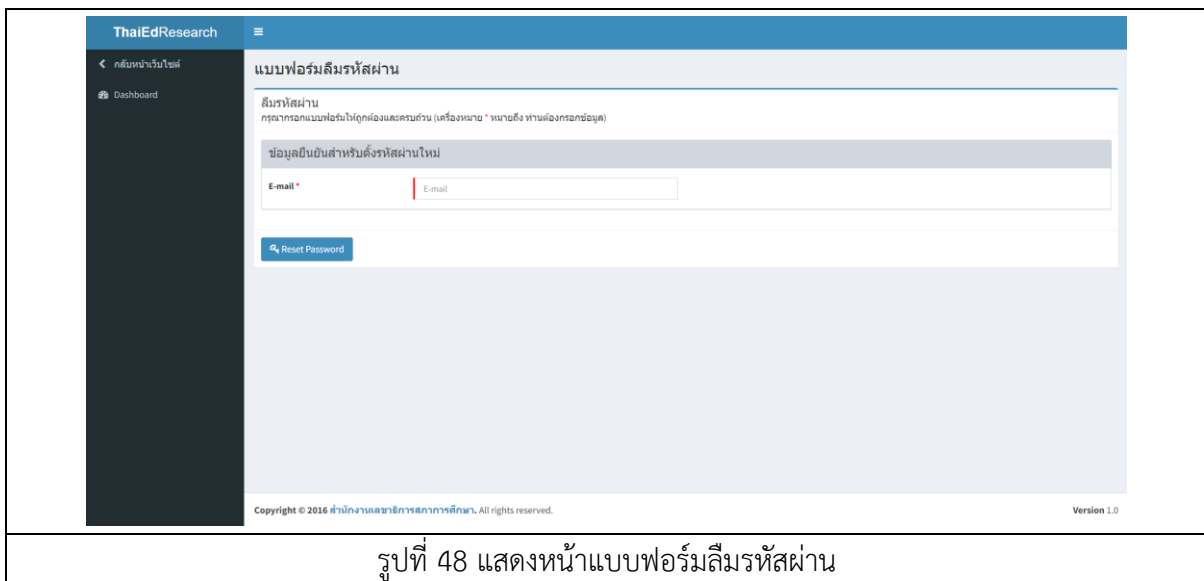 ThaiEdResearch
กลับหน้าเว็บไซต์
Dashboard
แบบฟอร์มลืมรหัสผ่าน
ลืมรหัสผ่าน
กรุณากรอกแบบฟอร์มให้ถูกต้องและครบถ้วน (เครื่องหมาย * หมายถึง ท่านต้องกรอกข้อมูล)
ข้อมูลยืนยันสำหรับตั้งรหัสผ่านใหม่
E-mail *
E-mail
Reset Password
Copyright © 2016 สำนักงานเลขาธิการสภาการศึกษา. All rights reserved.
Version 1.0
รูปที่ 48 แสดงหน้าแบบฟอร์มลืมรหัสผ่าน